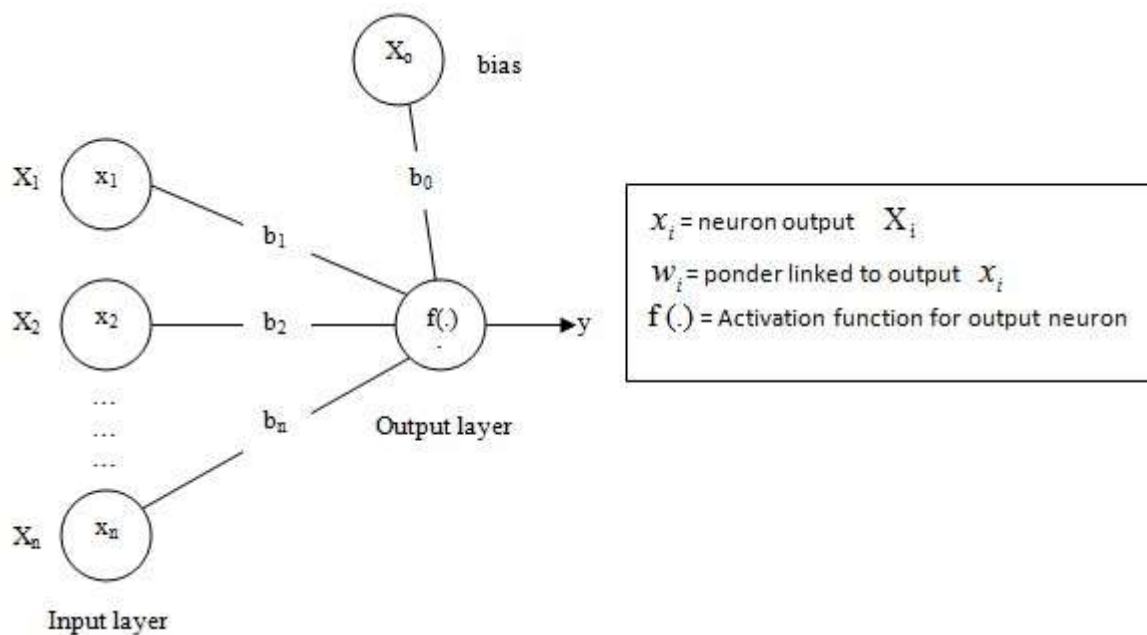 X₀
bias
X₁
x₁
b₀
b₁
X₂
x₂
b₂
f(.)
y
...
...
...
bₙ
Output layer
Xₙ
xₙ
Input layer
xᵢ = neuron output Xᵢ
wᵢ = ponder linked to output xᵢ
f(.) = Activation function for output neuron